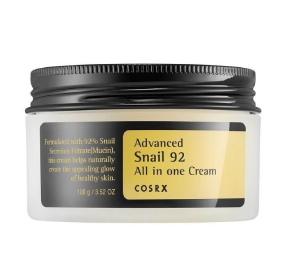 Formulated with 92% Snail
Secretion Filtrate(Mucin),
this cream helps naturally
create the appealing glow
of healthy skin.
100 g / 3.52 OZ
Advanced
Snail 92
All in one Cream
COSRX